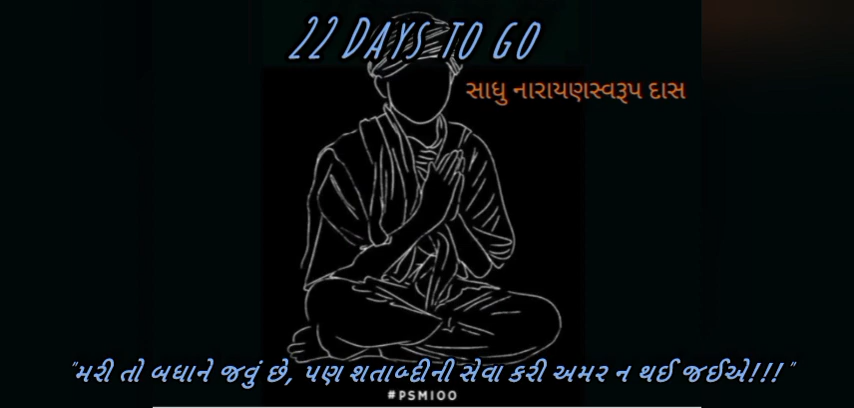 22 DAYS TO GO
સાધુ નારાયણસ્વરૂપ દાસ
"મરી તો બધાને જવું છે, પણ શતાબ્દીની સેવા કરી અમર ન થઈ જઈએ!!!"
#PSM100